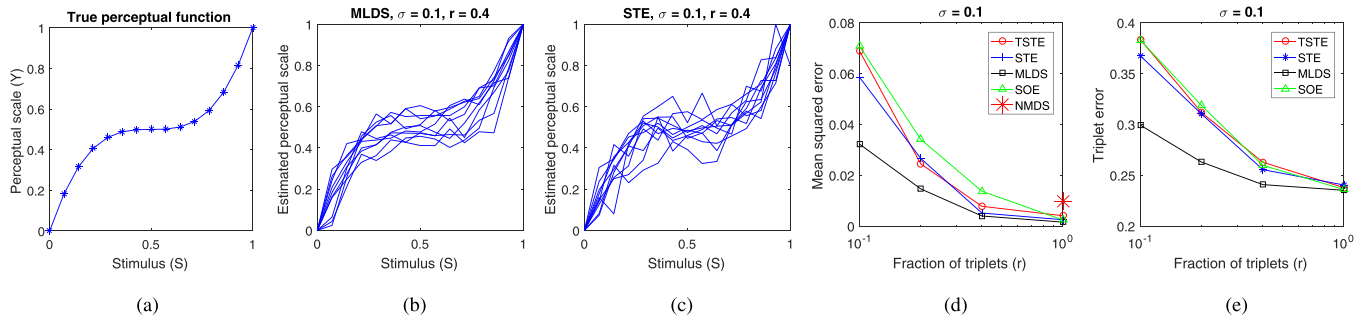 True perceptual function
Perceptual scale (Y)
1
0.8
0.6
0.4
0.2
0
0
0.5
1
Stimulus (S)
(a)
MLDS, σ = 0.1, r = 0.4
Estimated perceptual scale
1
0.8
0.6
0.4
0.2
0
0
0.5
1
Stimulus (S)
(b)
STE, σ = 0.1, r = 0.4
Estimated perceptual scale
1
0.8
0.6
0.4
0.2
0
0
0.5
1
Stimulus (S)
(c)
σ = 0.1
Mean squared error
0.08
0.06
0.04
0.02
0
TSTE
STE
MLDS
SOE
NMDS
10⁻¹
10⁰
Fraction of triplets (r)
(d)
σ = 0.1
Triplet error
0.4
0.35
0.3
0.25
0.2
TSTE
STE
MLDS
SOE
10⁻¹
10⁰
Fraction of triplets (r)
(e)